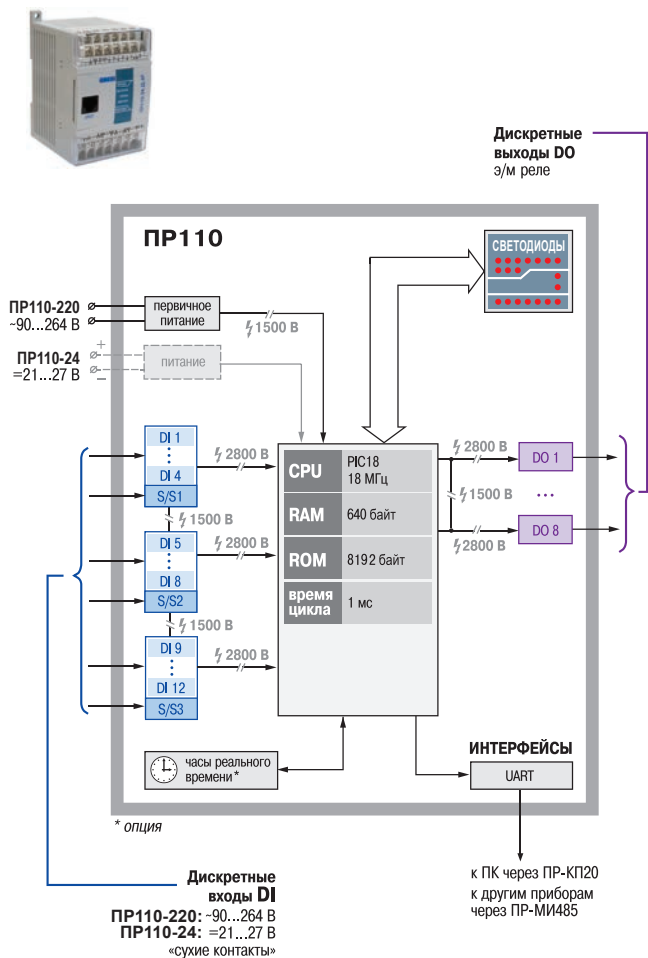 Дискретные
выходы DO
э/м реле
ПР110
СВЕТОДИОДЫ
ПР110-220
~90...264 В
первичное
питание
1500 В
ПР110-24
=21...27 В
+
–
питание
DI 1
DI 4
S/S1
2800 В
1500 В
DI 5
DI 8
S/S2
2800 В
1500 В
DI 9
DI 12
S/S3
2800 В
CPU PIC18
18 МГц
RAM 640 байт
ROM 8192 байт
время
цикла 1 мс
2800 В
DO 1
1500 В
...
2800 В
DO 8
часы реального
времени*
ИНТЕРФЕЙСЫ
UART
* опция
к ПК через ПР-КП20
к другим приборам
через ПР-МИ485
Дискретные
входы DI
ПР110-220: ~90...264 В
ПР110-24: =21...27 В
«сухие контакты»